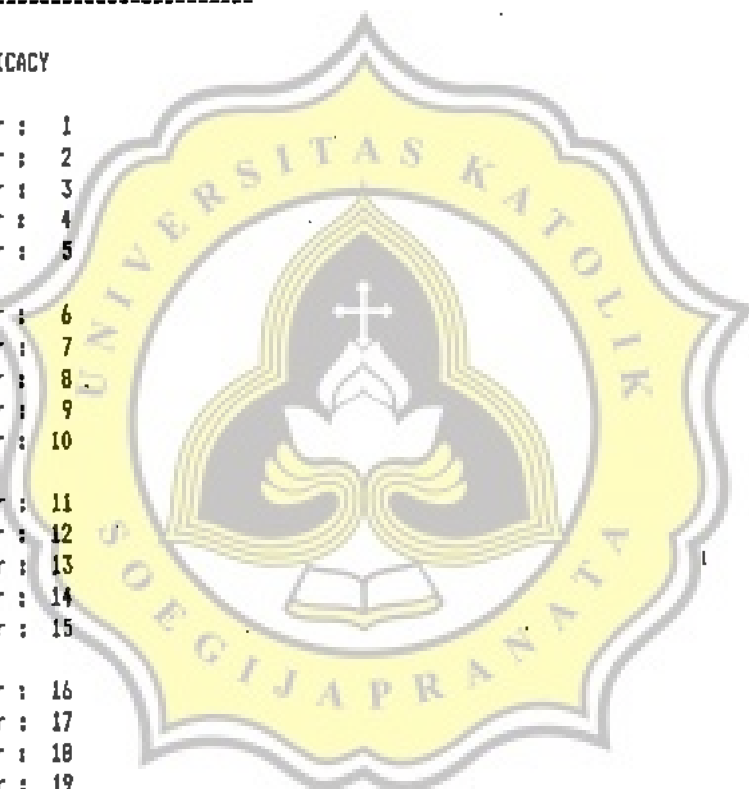 ICACY
r : 1
r : 2
r : 3
r : 4
r : 5
r : 6
r : 7
r : 8
r : 9
r : 10
r : 11
r : 12
r : 13
r : 14
r : 15
r : 16
r : 17
r : 18
r : 19
UNIVERSITAS KATOLIK
SOEGIJAPRANATA